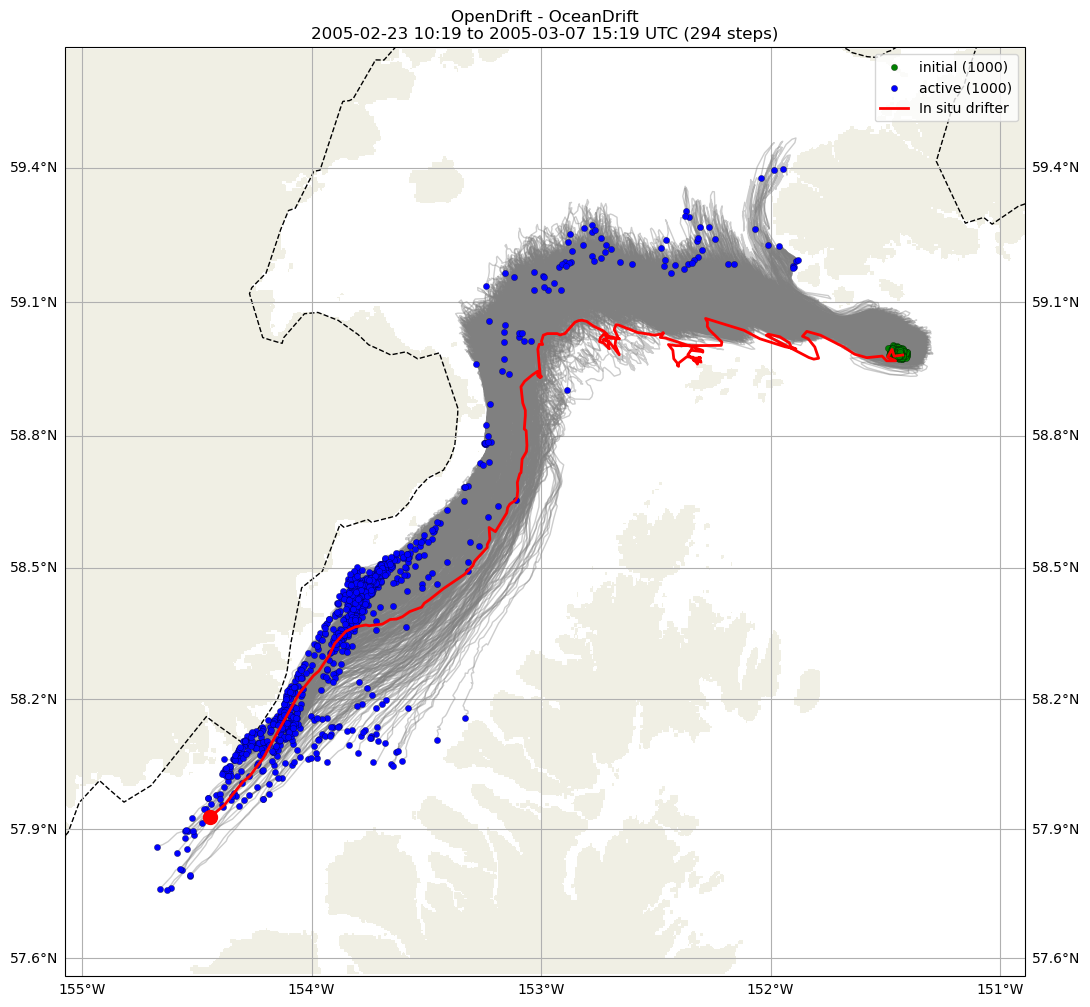 OpenDrift - OceanDrift
2005-02-23 10:19 to 2005-03-07 15:19 UTC (294 steps)
initial (1000)
active (1000)
In situ drifter
59.4°N 59.4°N
59.1°N 59.1°N
58.8°N 58.8°N
58.5°N 58.5°N
58.2°N 58.2°N
57.9°N 57.9°N
57.6°N 57.6°N
155°W 154°W 153°W 152°W 151°W